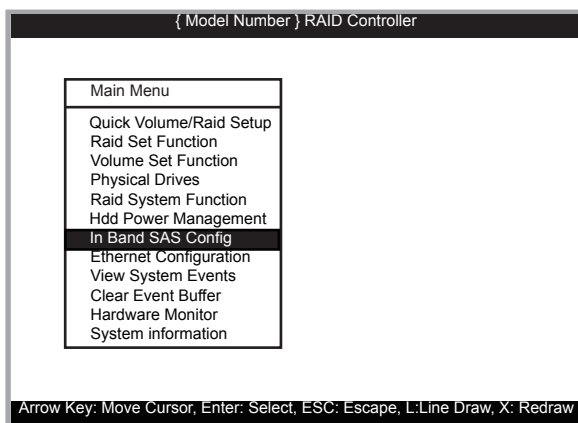 { Model Number } RAID Controller
Main Menu
Quick Volume/Raid Setup
Raid Set Function
Volume Set Function
Physical Drives
Raid System Function
Hdd Power Management
In Band SAS Config
Ethernet Configuration
View System Events
Clear Event Buffer
Hardware Monitor
System information
Arrow Key: Move Cursor, Enter: Select, ESC: Escape, L:Line Draw, X: Redraw